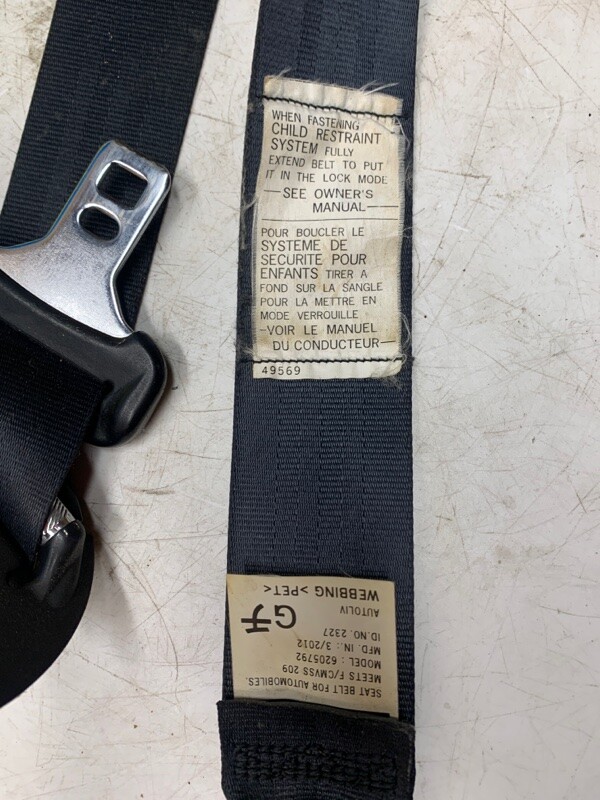 WHEN FASTENING
CHILD RESTRAINT
SYSTEM FULLY
EXTEND BELT TO PUT
IT IN THE LOCK MODE
—SEE OWNER'S
MANUAL—
POUR BOUCLER LE
SYSTEME DE
SECURITE POUR
ENFANTS TIRER A
FOND SUR LA SANGLE
POUR LA METTRE EN
MODE VERROUILLE
—VOIR LE MANUEL
DU CONDUCTEUR—
49569
SEAT BELT FOR AUTOMOBILES.
MEETS F/CMVSS 209
MODEL : 6205792
MFD. IN : 3/2012
ID.NO. 2327
AUTOLIV
WEBBING >PET<